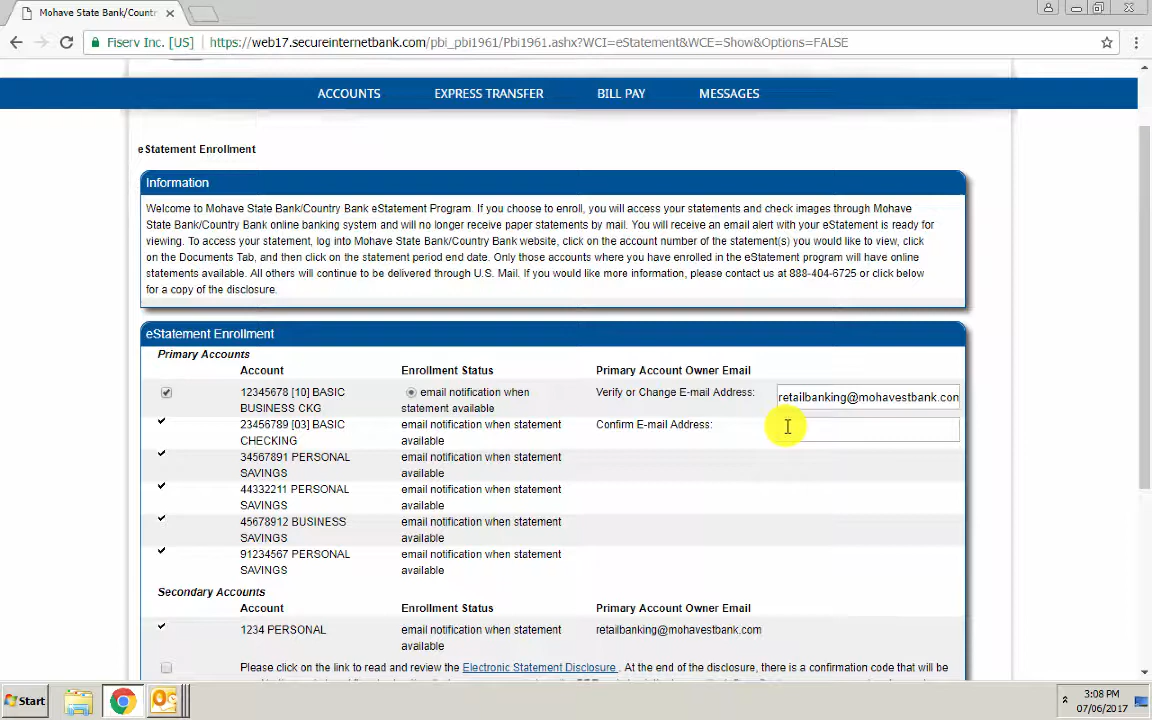 Mohave State Bank/Countr
Fiserv Inc. [US]
https://web17.secureinternetbank.com/pbi_pbi1961/Pbi1961.ashx?WCI=eStatement&WCE=Show&Options=FALSE
ACCOUNTS EXPRESS TRANSFER BILL PAY MESSAGES
eStatement Enrollment
Information
Welcome to Mohave State Bank/Country Bank eStatement Program. If you choose to enroll, you will access your statements and check images through Mohave
State Bank/Country Bank online banking system and will no longer receive paper statements by mail. You will receive an email alert with your eStatement is ready for
viewing. To access your statement, log into Mohave State Bank/Country Bank website, click on the account number of the statement(s) you would like to view, click
on the Documents Tab, and then click on the statement period end date. Only those accounts where you have enrolled in the eStatement program will have online
statements available. All others will continue to be delivered through U.S. Mail. If you would like more information, please contact us at 888-404-6725 or click below
for a copy of the disclosure.
eStatement Enrollment
Primary Accounts
Account Enrollment Status Primary Account Owner Email
12345678 [10] BASIC email notification when Verify or Change E-mail Address: retailbanking@mohavestbank.con
BUSINESS CKG statement available
23456789 [03] BASIC email notification when statement Confirm E-mail Address:
CHECKING available
34567891 PERSONAL email notification when statement
SAVINGS available
44332211 PERSONAL email notification when statement
SAVINGS available
45678912 BUSINESS email notification when statement
SAVINGS available
91234567 PERSONAL email notification when statement
SAVINGS available
Secondary Accounts
Account Enrollment Status Primary Account Owner Email
1234 PERSONAL email notification when statement retailbanking@mohavestbank.com
available
Please click on the link to read and review the Electronic Statement Disclosure . At the end of the disclosure, there is a confirmation code that will be
Start
3:08 PM
07/06/2017